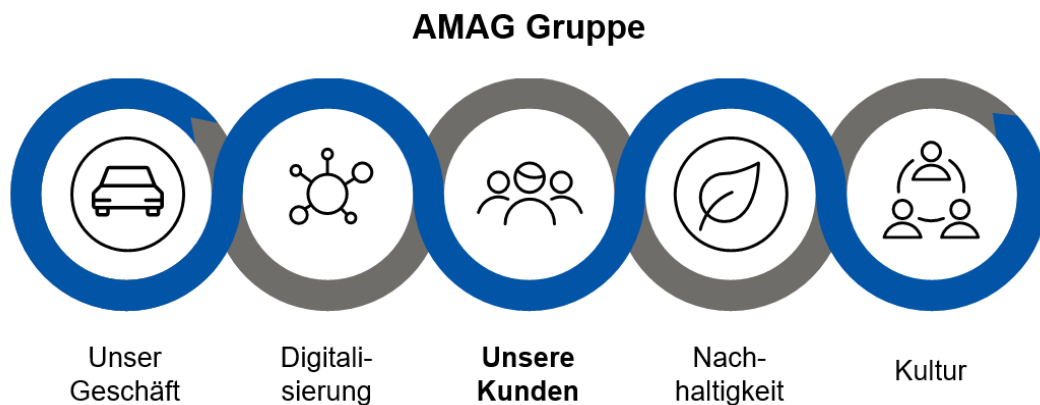 AMAG Gruppe
Unser
Geschäft
Digitali-
sierung
Unsere
Kunden
Nach-
haltigkeit
Kultur